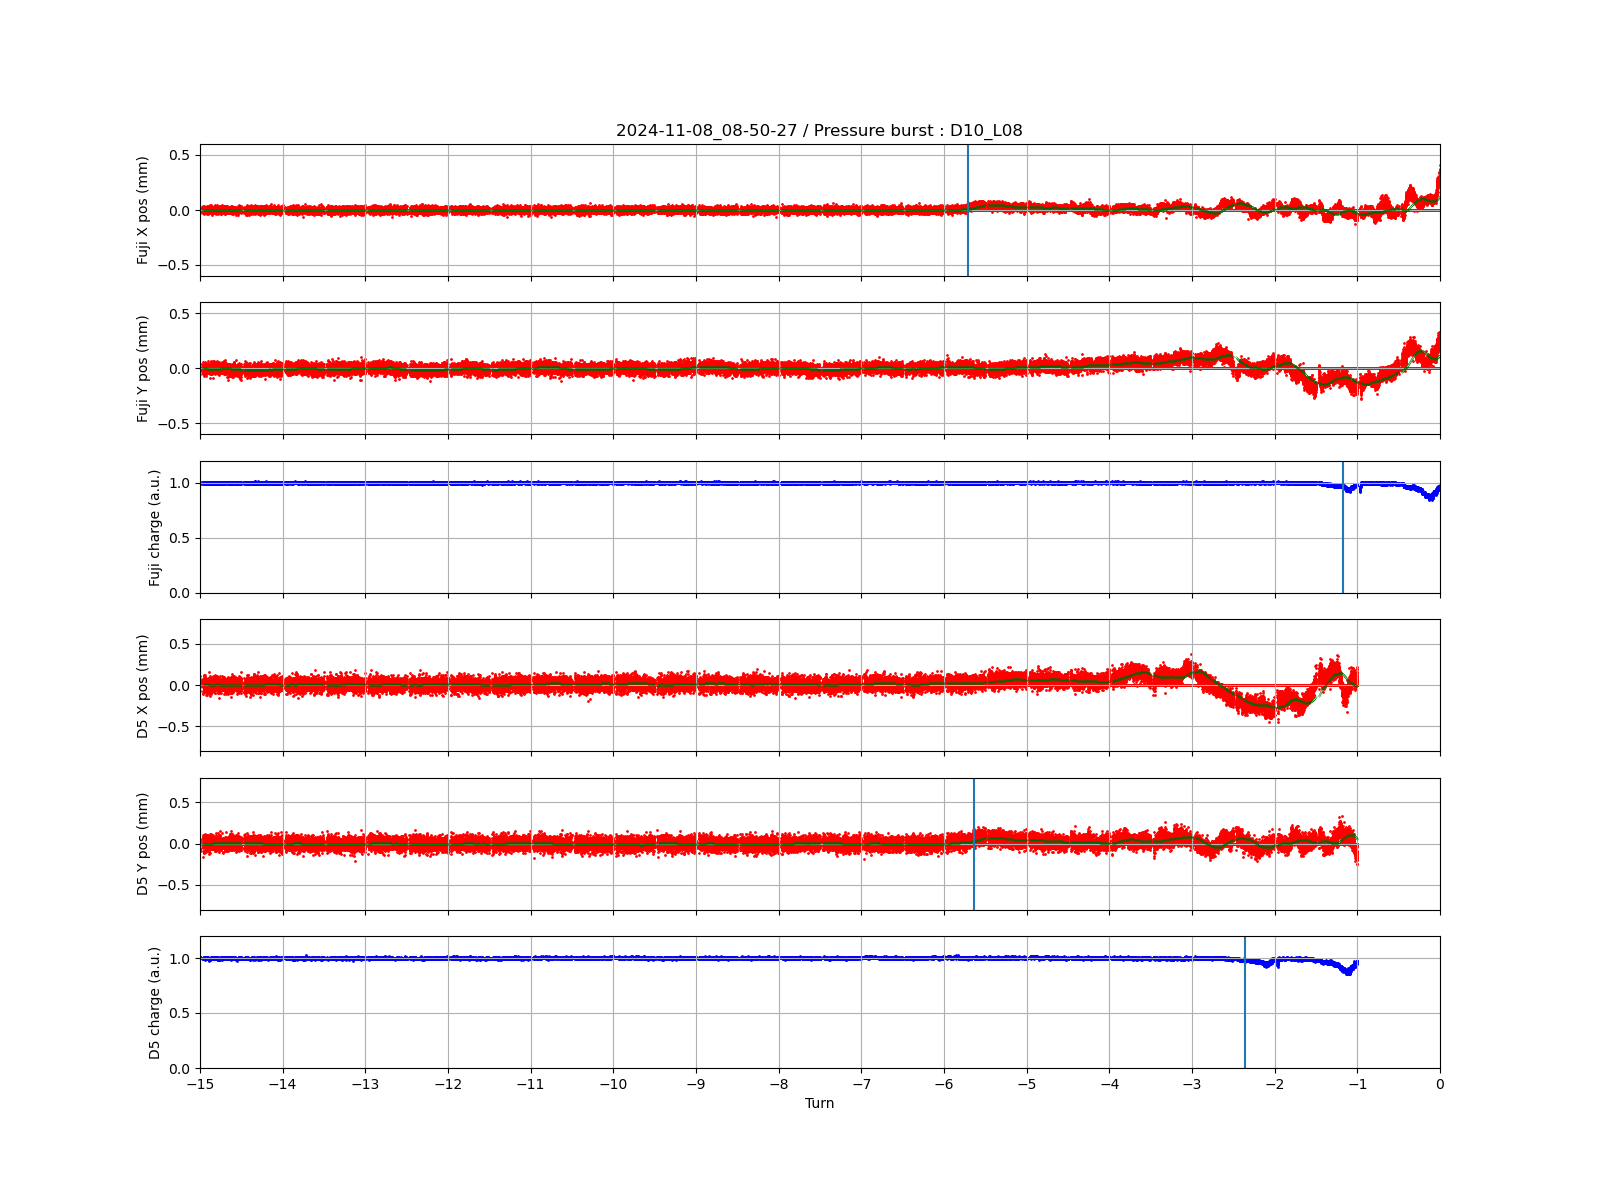 2024-11-08_08-50-27 / Pressure burst : D10_L08
Fuji X pos (mm)
0.5
0.0
−0.5
Fuji Y pos (mm)
0.5
0.0
−0.5
Fuji charge (a.u.)
1.0
0.5
0.0
D5 X pos (mm)
0.5
0.0
−0.5
D5 Y pos (mm)
0.5
0.0
−0.5
D5 charge (a.u.)
1.0
0.5
0.0
−15 −14 −13 −12 −11 −10 −9 −8 −7 −6 −5 −4 −3 −2 −1 0
Turn